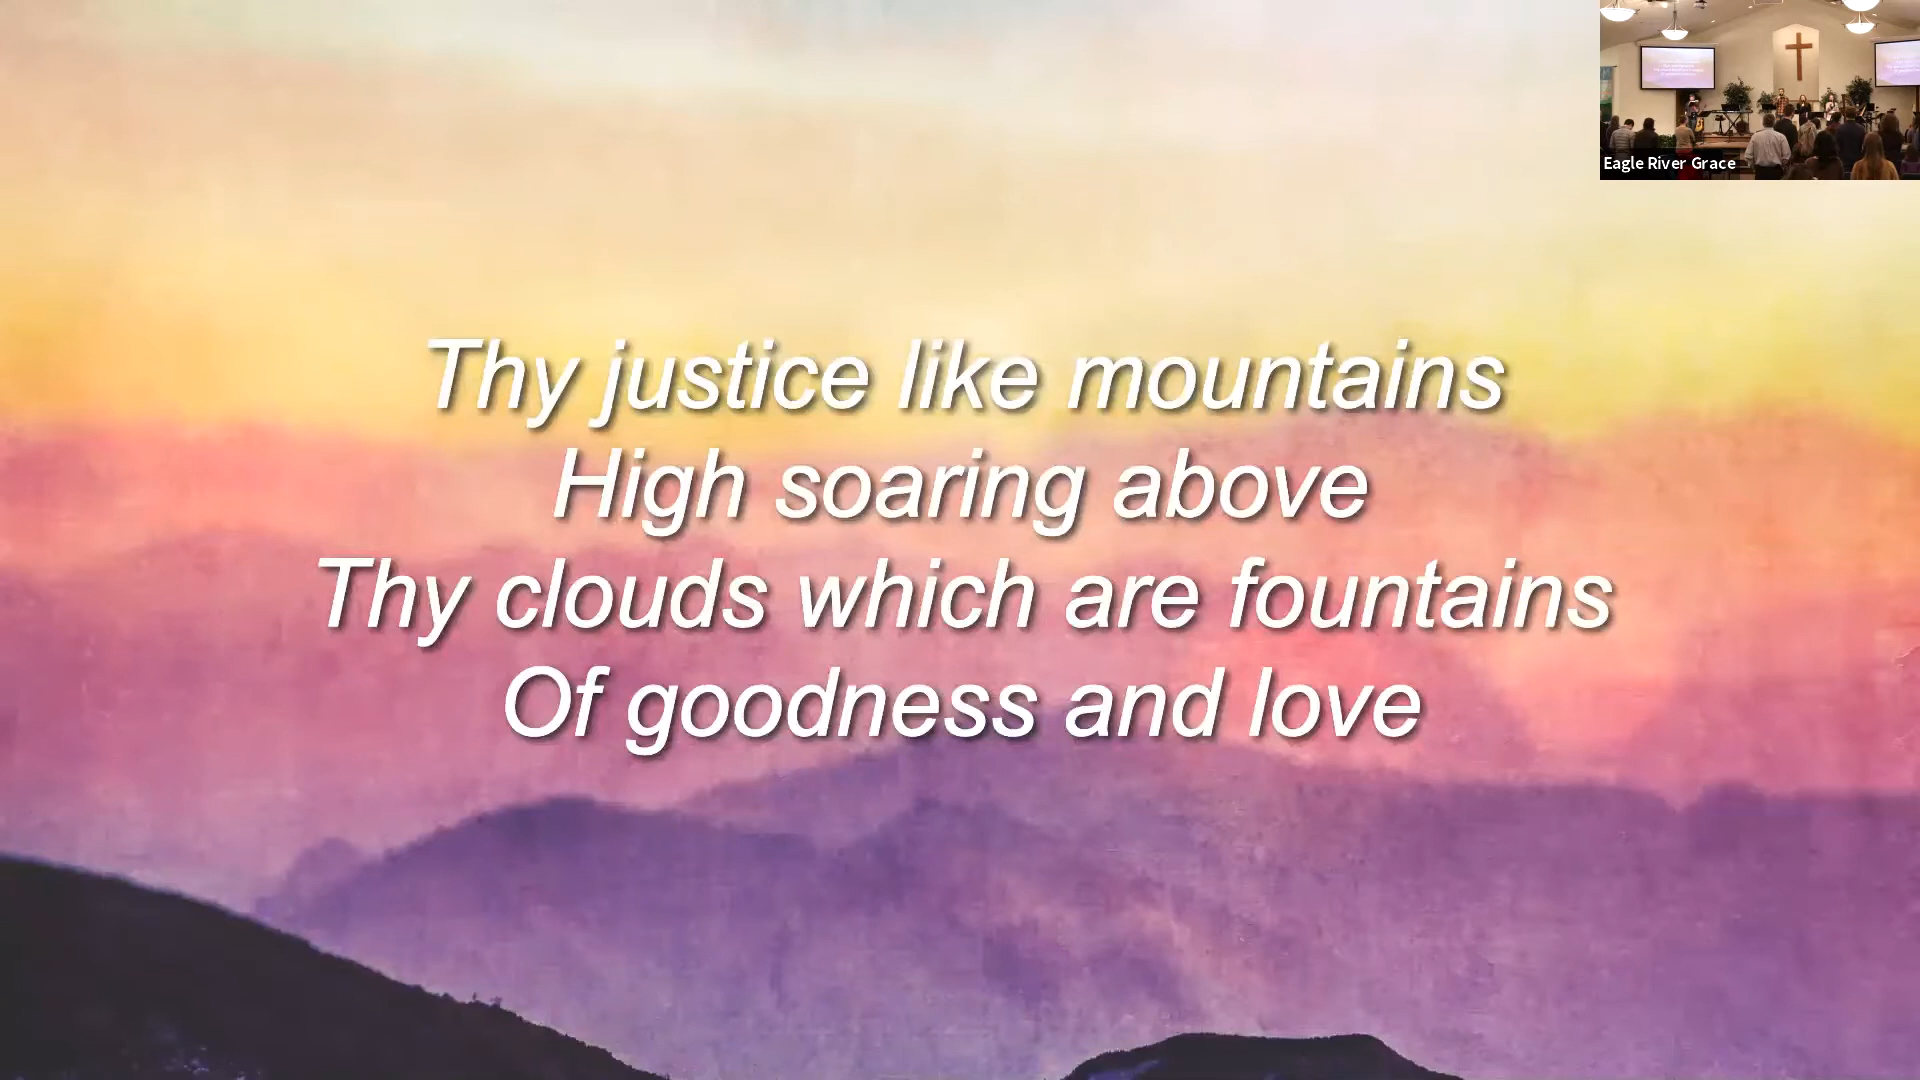 Thy justice like mountains
High soaring above
Thy clouds which are fountains
Of goodness and love
Eagle River Grace